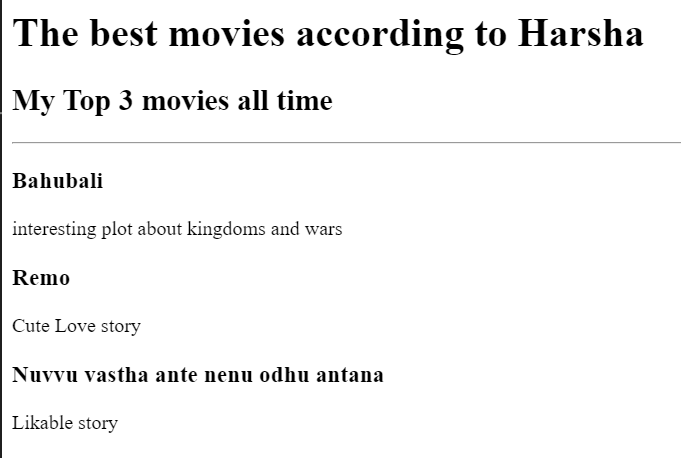 The best movies according to Harsha
My Top 3 movies all time
Bahubali
interesting plot about kingdoms and wars
Remo
Cute Love story
Nuvvu vastha ante nenu odhu antana
Likable story